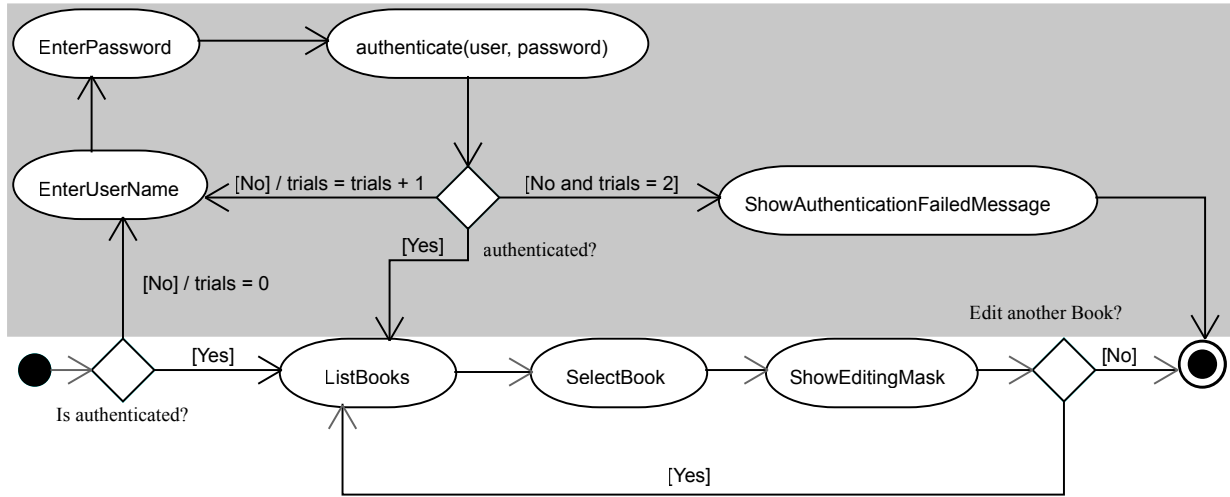 EnterPassword
authenticate(user, password)
EnterUserName
[No] / trials = trials + 1
[No and trials = 2]
ShowAuthenticationFailedMessage
[Yes]
authenticated?
[No] / trials = 0
Edit another Book?
[Yes]
ListBooks
SelectBook
ShowEditingMask
[No]
Is authenticated?
[Yes]